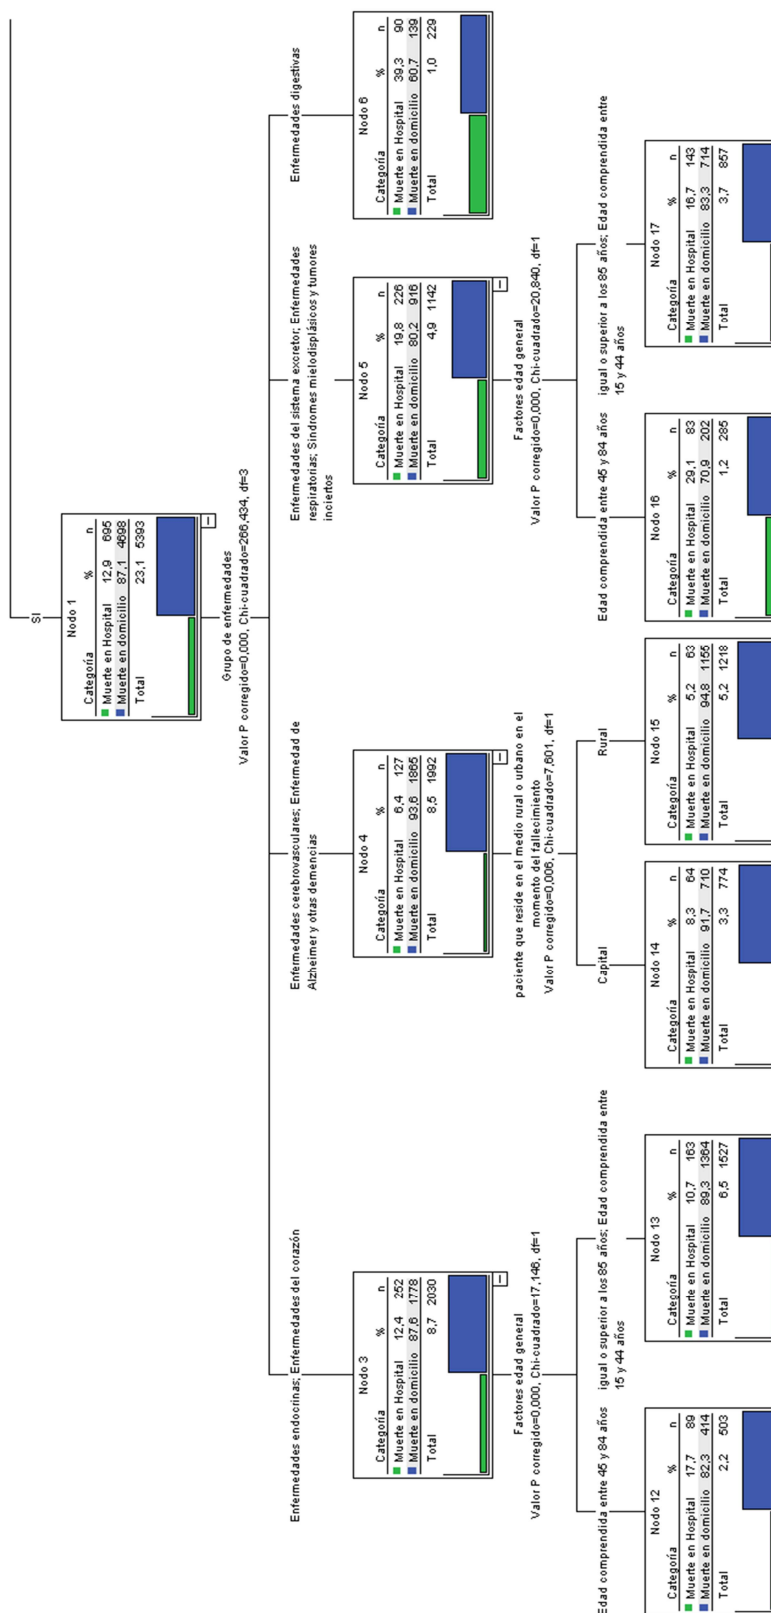 SI
Nodo 1
Categoría % n
Muerte en Hospital 12,9 695
Muerte en domicilio 87,1 4698
Total 23,1 5393
Grupo de enfermedades
Valor P corregido=0,000, Chi-cuadrado=266,434, df=3
Enfermedades endocrinas; Enfermedades del corazón
Nodo 3
Categoría % n
Muerte en Hospital 12,4 252
Muerte en domicilio 87,6 1778
Total 8,7 2030
Factores edad general
Valor P corregido=0,000, Chi-cuadrado=17,146, df=1
Enfermedades cerebrovasculares; Enfermedad de
Alzheimer y otras demencias
Nodo 4
Categoría % n
Muerte en Hospital 6,4 127
Muerte en domicilio 93,6 1865
Total 8,5 1992
paciente que reside en el medio rural o urbano en el
momento del fallecimiento
Valor P corregido=0,006, Chi-cuadrado=7,601, df=1
Enfermedades del sistema excretor; Enfermedades
respiratorias; Síndromes mielodisplásicos y tumores
inciertos
Nodo 5
Categoría % n
Muerte en Hospital 19,8 226
Muerte en domicilio 80,2 916
Total 4,9 1142
Factores edad general
Valor P corregido=0,000, Chi-cuadrado=20,840, df=1
Enfermedades digestivas
Nodo 6
Categoría % n
Muerte en Hospital 39,3 90
Muerte en domicilio 60,7 139
Total 1,0 229
Edad comprendida entre 45 y 84 años
Nodo 12
Categoría % n
Muerte en Hospital 17,7 89
Muerte en domicilio 82,3 414
Total 2,2 503
igual o superior a los 85 años; Edad comprendida entre
15 y 44 años
Nodo 13
Categoría % n
Muerte en Hospital 10,7 163
Muerte en domicilio 89,3 1364
Total 6,5 1527
Capital
Nodo 14
Categoría % n
Muerte en Hospital 8,3 64
Muerte en domicilio 91,7 710
Total 3,3 774
Rural
Nodo 15
Categoría % n
Muerte en Hospital 5,2 63
Muerte en domicilio 94,8 1155
Total 5,2 1218
Edad comprendida entre 45 y 84 años
Nodo 16
Categoría % n
Muerte en Hospital 29,1 83
Muerte en domicilio 70,9 202
Total 1,2 285
igual o superior a los 85 años; Edad comprendida entre
15 y 44 años
Nodo 17
Categoría % n
Muerte en Hospital 16,7 143
Muerte en domicilio 83,3 714
Total 3,7 857